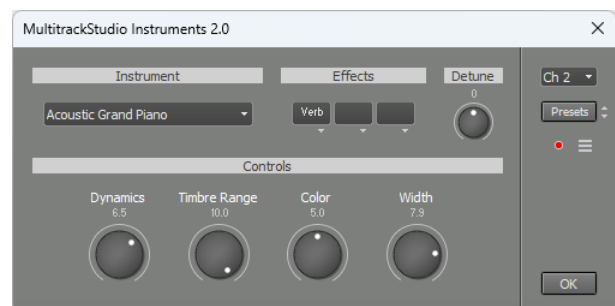 MultitrackStudio Instruments 2.0
Instrument Effects Detune Ch 2
0
Acoustic Grand Piano Verb Presets
Controls
Dynamics Timbre Range Color Width
6.5 10.0 5.0 7.9
OK